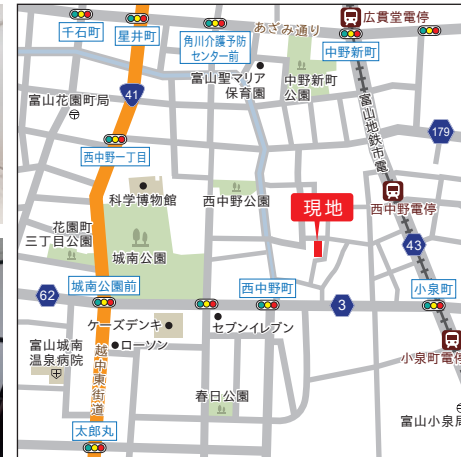 広貫堂電停
あざみ通り
千石町
星井町
角川介護予防
センター前
中野新町
富山聖マリア
保育園
中野新町
公園
富山花園町局
41
富山地鉄市電
179
西中野一丁目
科学博物館
西中野公園
現地
西中野電停
花園町
三丁目公園
城南公園
43
62
城南公園前
西中野町
3
小泉町
ケーズデンキ
セブンイレブン
ローソン
富山城南
温泉病院
越中東街道
小泉町電停
春日公園
富山小泉局
太郎丸